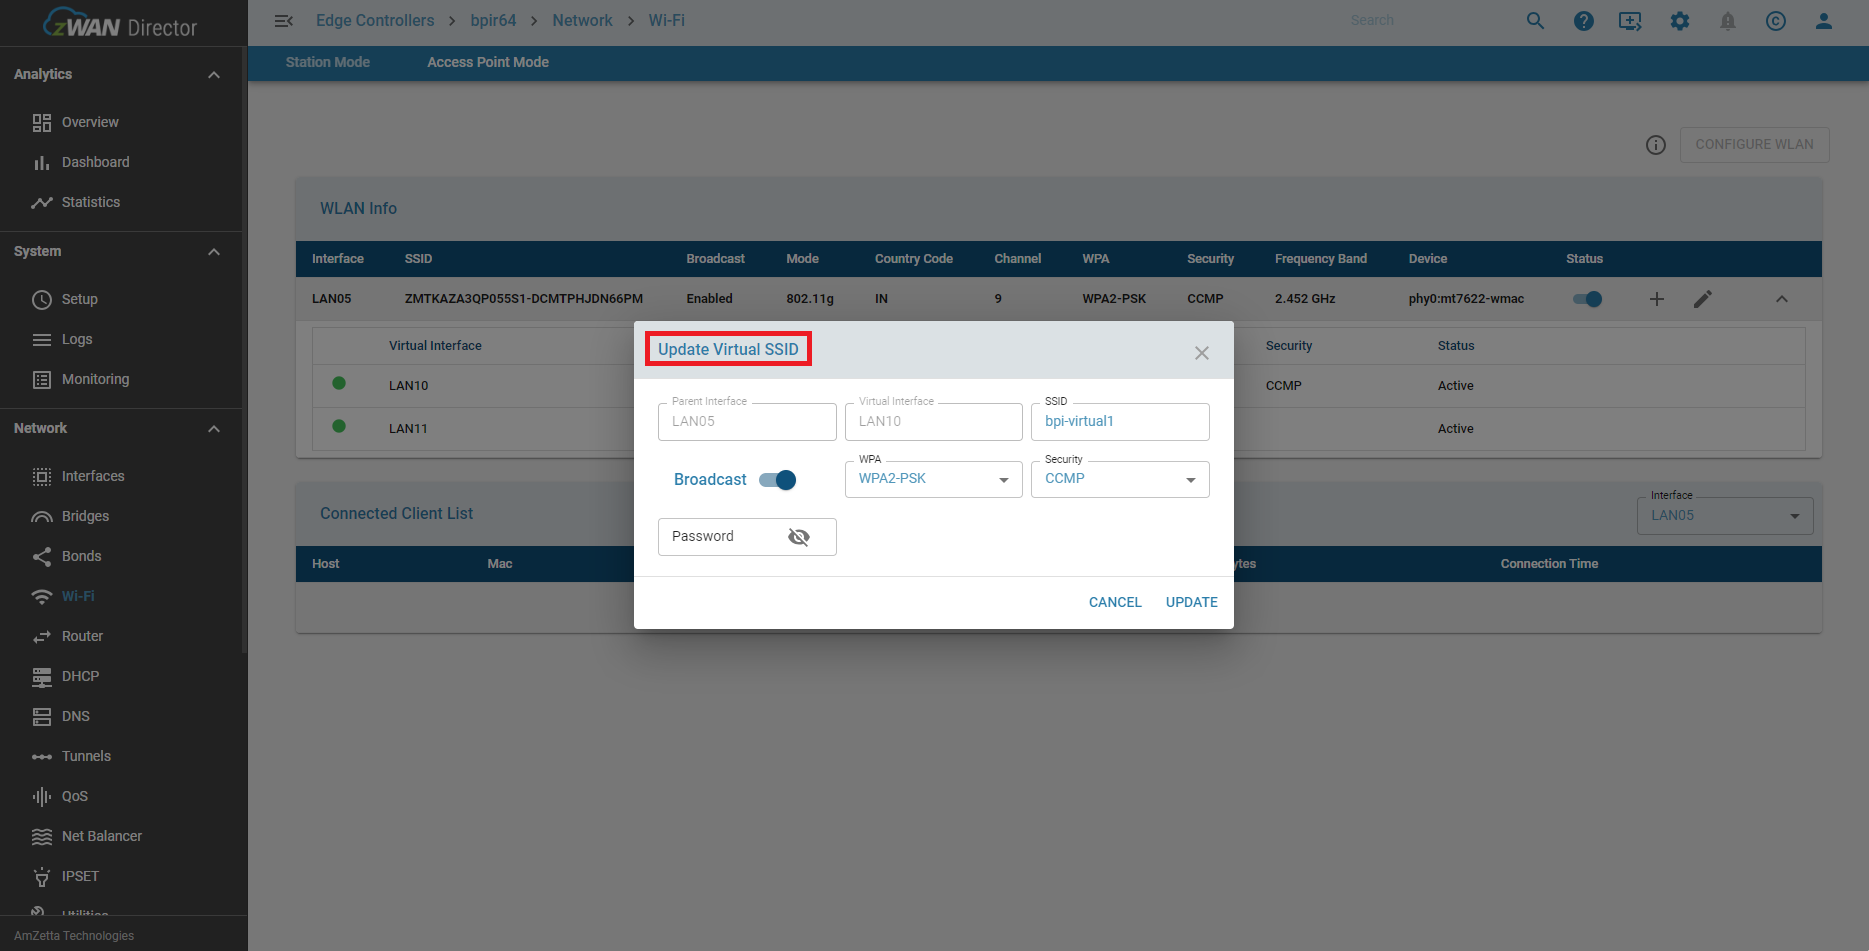 zWAN Director
Edge Controllers > bpir64 > Network > Wi-Fi
Search
Station Mode
Access Point Mode
Analytics
Overview
Dashboard
Statistics
System
Setup
Logs
Monitoring
Network
Interfaces
Bridges
Bonds
Wi-Fi
Router
DHCP
DNS
Tunnels
QoS
Net Balancer
IPSET
Utilities
AmZetta Technologies
CONFIGURE WLAN
WLAN Info
Interface SSID Broadcast Mode Country Code Channel WPA Security Frequency Band Device Status
LAN05 ZMTKAZA3QP055S1-DCMTPHJDN66PM Enabled 802.11g IN 9 WPA2-PSK CCMP 2.452 GHz phy0:mt7622-wmac
Virtual Interface Security Status
LAN10 CCMP Active
LAN11 Active
Update Virtual SSID
Parent Interface
LAN05
Virtual Interface
LAN10
SSID
bpi-virtual1
Broadcast
WPA
WPA2-PSK
Security
CCMP
Password
CANCEL
UPDATE
Connected Client List
Interface
LAN05
Host Mac ytes Connection Time